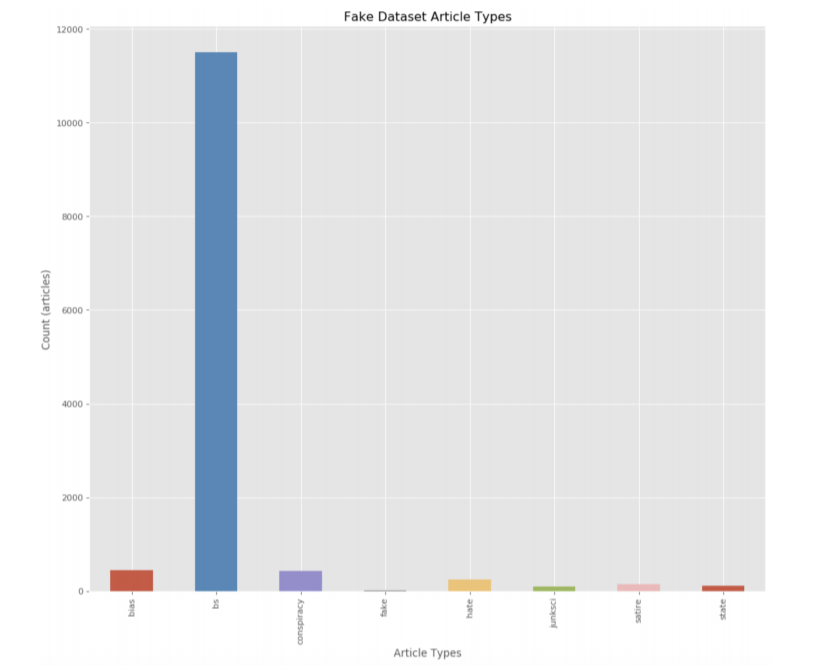 Fake Dataset Article Types
12000
10000
8000
6000
4000
2000
0
Count (articles)
bias
bs
conspiracy
fake
hate
junksci
satire
state
Article Types